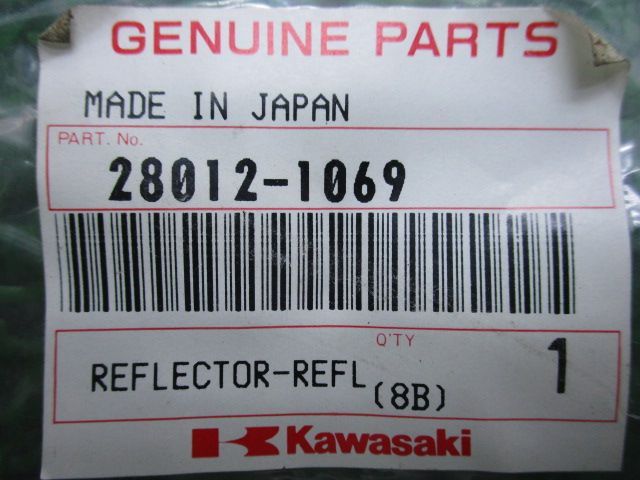 GENUINE PARTS
MADE IN JAPAN
PART. No.
28012-1069
Q'TY
REFLECTOR-REFL (8B) 1
Kawasaki